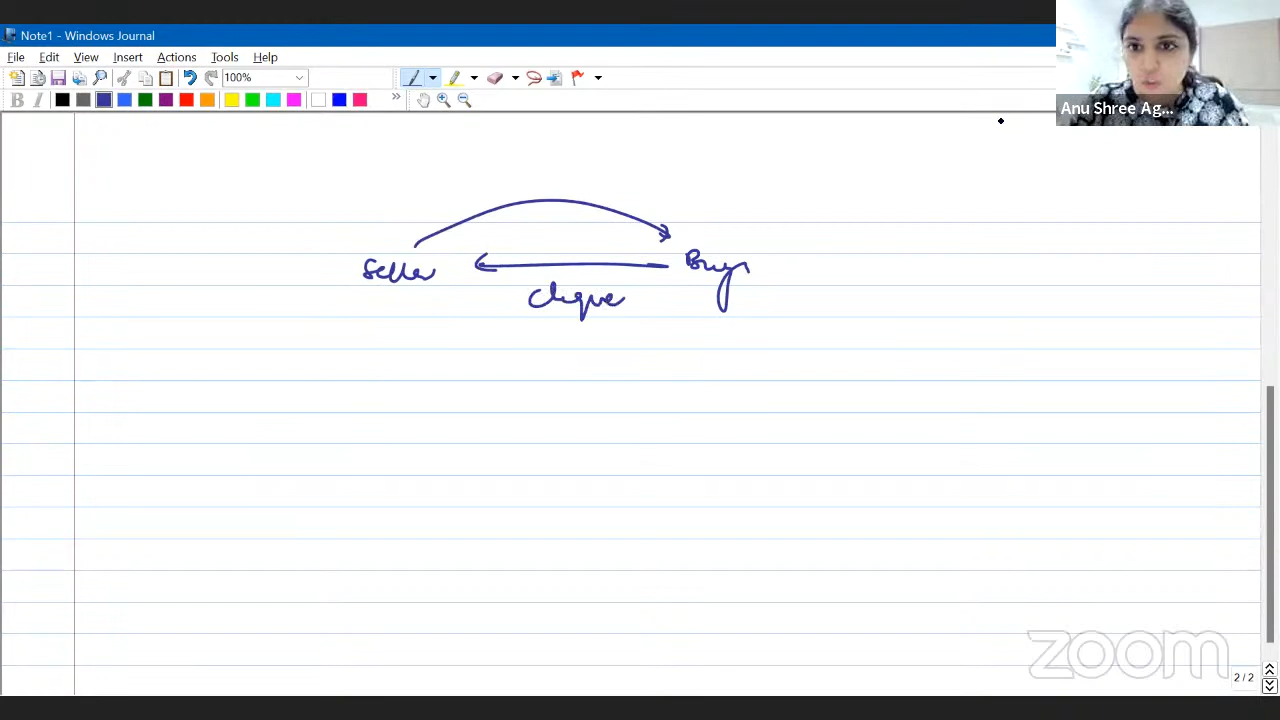 Note1 - Windows Journal
File Edit View Insert Actions Tools Help
100%
B I
Anu Shree Ag...
Seller Buyer
Cheque
zoom
2 / 2